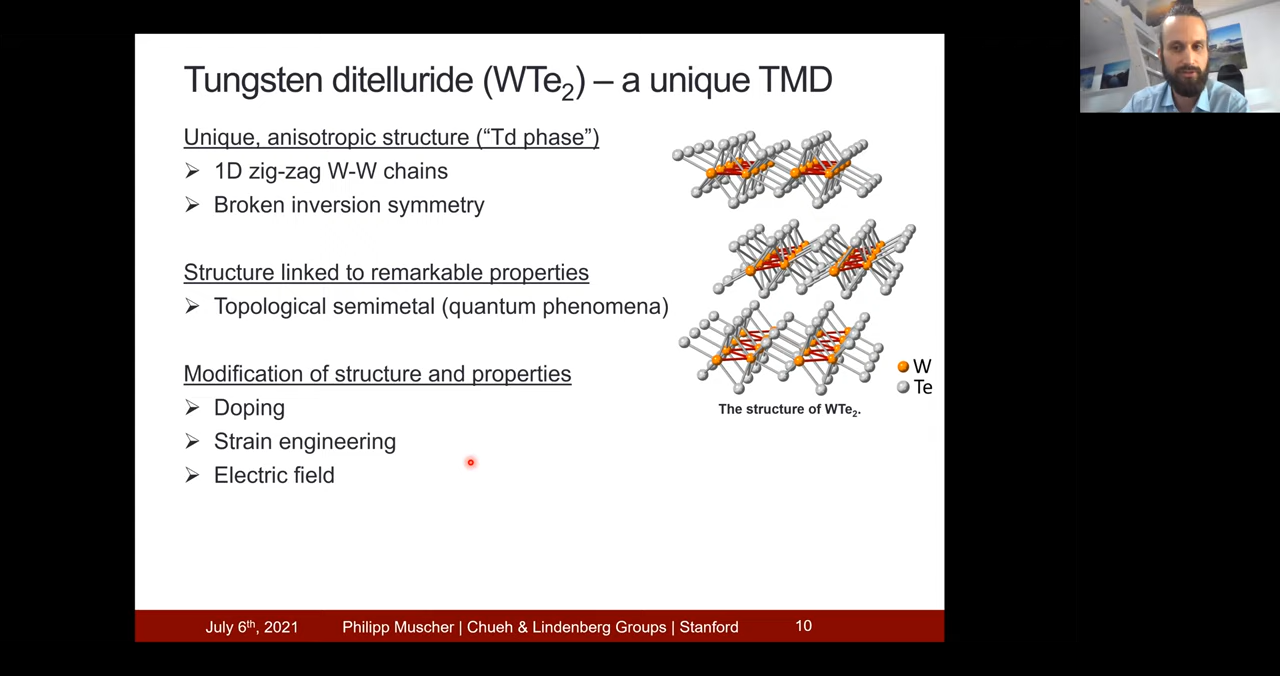 Tungsten ditelluride (WTe₂) – a unique TMD
Unique, anisotropic structure (“Td phase”)
➢ 1D zig-zag W-W chains
➢ Broken inversion symmetry
Structure linked to remarkable properties
➢ Topological semimetal (quantum phenomena)
Modification of structure and properties
➢ Doping
➢ Strain engineering
➢ Electric field
W
Te
The structure of WTe₂.
July 6th, 2021 Philipp Muscher | Chueh & Lindenberg Groups | Stanford 10